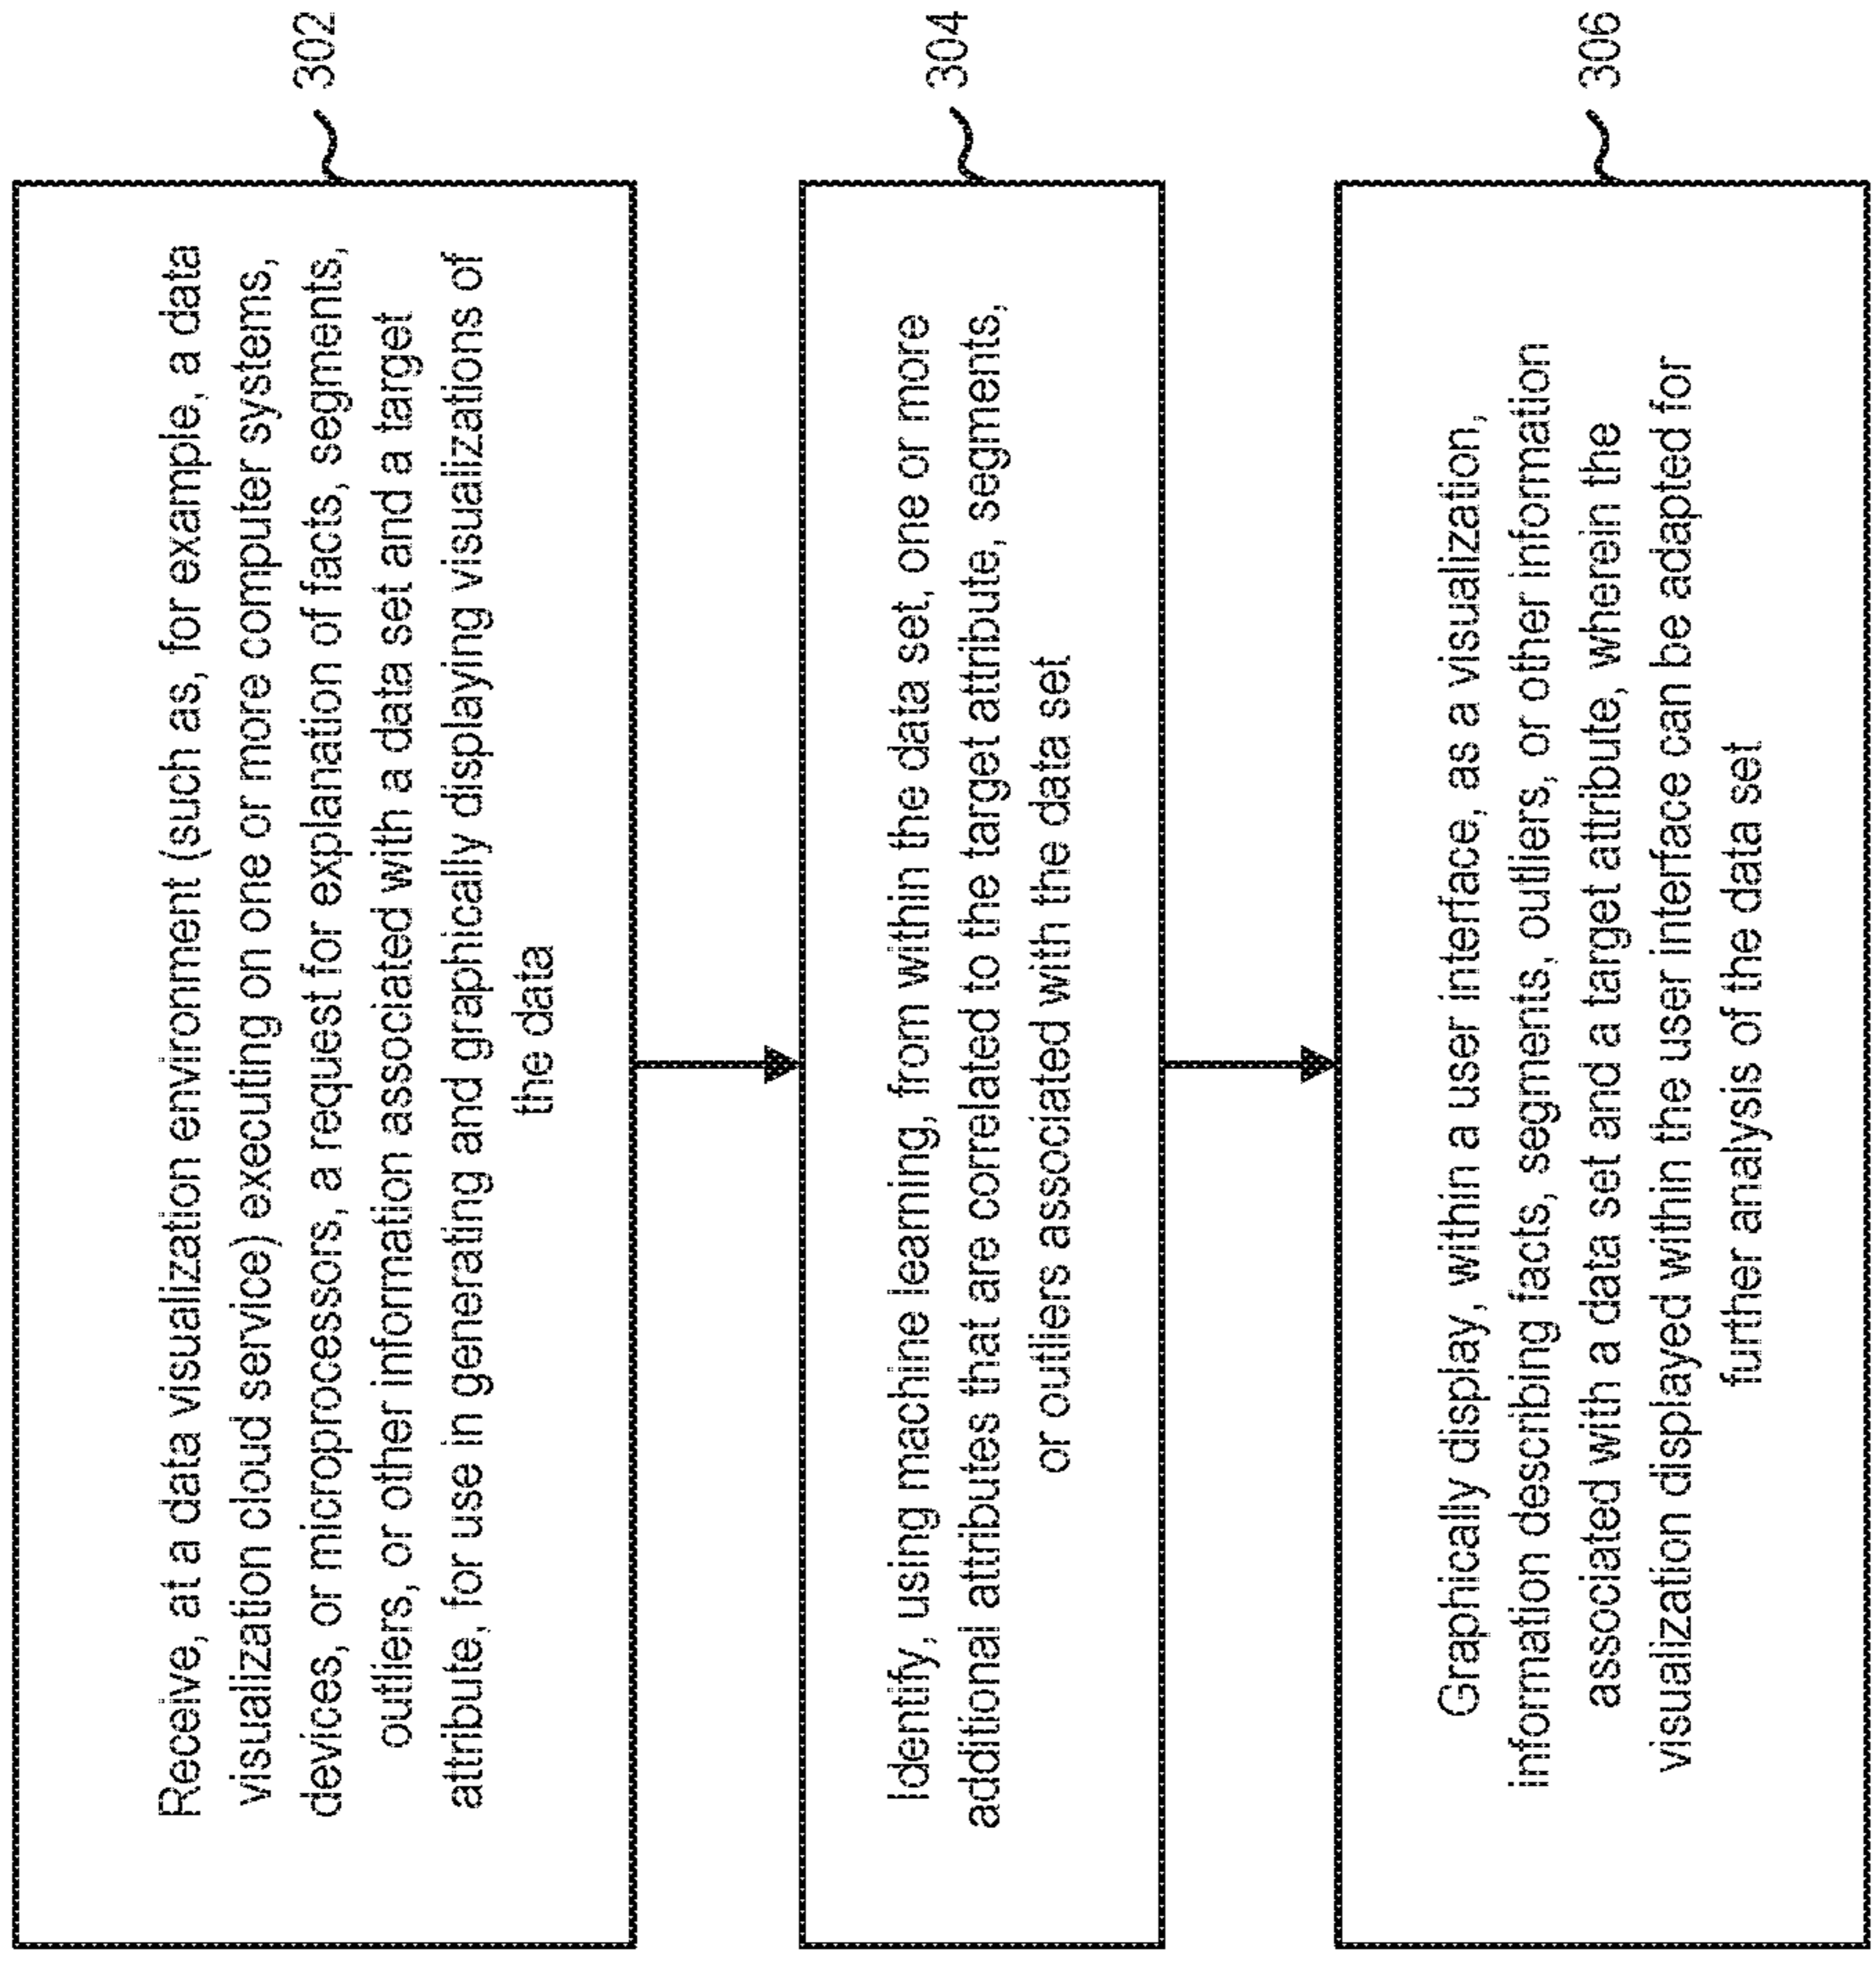 Receive, at a data visualization environment (such as, for example, a data
visualization cloud service) executing on one or more computer systems,
devices, or microprocessors, a request for explanation of facts, segments,
outliers, or other information associated with a data set and a target
attribute, for use in generating and graphically displaying visualizations of
the data
302
Identify, using machine learning, from within the data set, one or more
additional attributes that are correlated to the target attribute, segments,
or outliers associated with the data set
304
Graphically display, within a user interface, as a visualization,
information describing facts, segments, outliers, or other information
associated with a data set and a target attribute, wherein the
visualization displayed within the user interface can be adapted for
further analysis of the data set
306